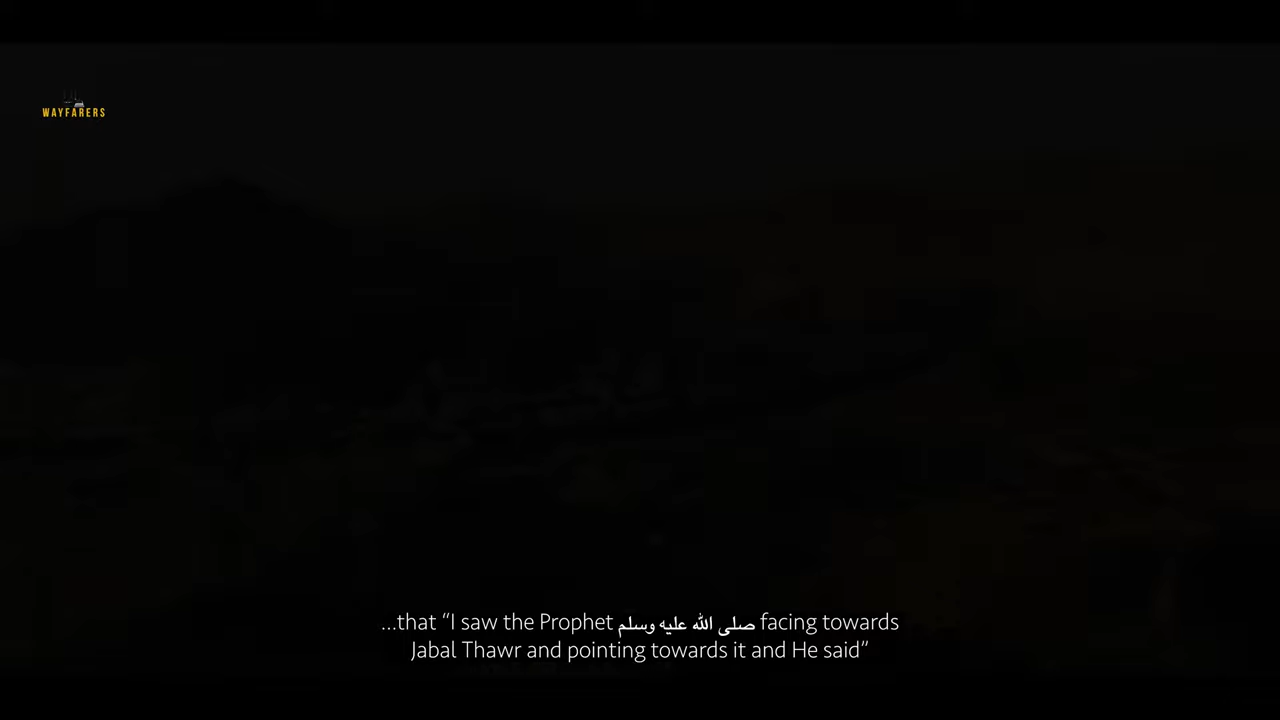 WAYFARERS
...that “I saw the Prophet صلى الله عليه وسلم facing towards
Jabal Thawr and pointing towards it and He said”